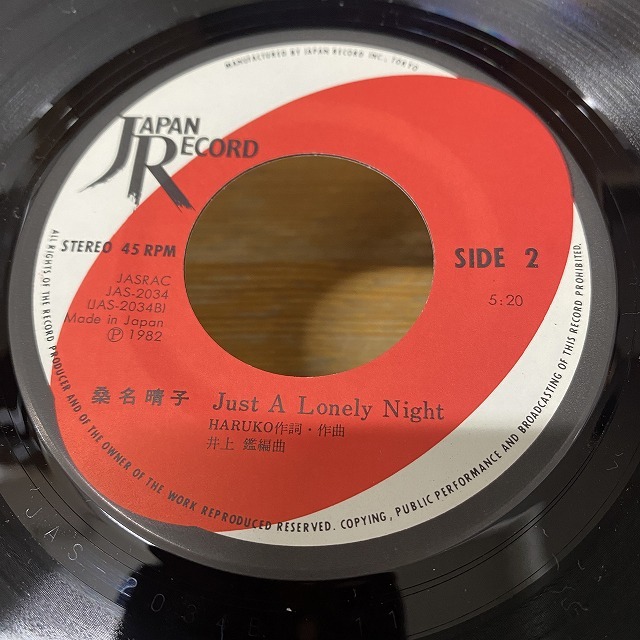 MANUFACTURED BY JAPAN RECORD INC., TOKYO
JAPAN
RECORD
STEREO 45 RPM
SIDE 2
JASRAC
JAS-2034
(JAS-2034B)
Made in Japan
Ⓟ 1982
5:20
桑名晴子 Just A Lonely Night
HARUKO作詞・作曲
井上 鑑編曲
ALL RIGHTS OF THE RECORD PRODUCER AND OF THE OWNER OF THE WORK REPRODUCED RESERVED. COPYING, PUBLIC PERFORMANCE AND BROADCASTING OF THIS RECORD PROHIBITED.